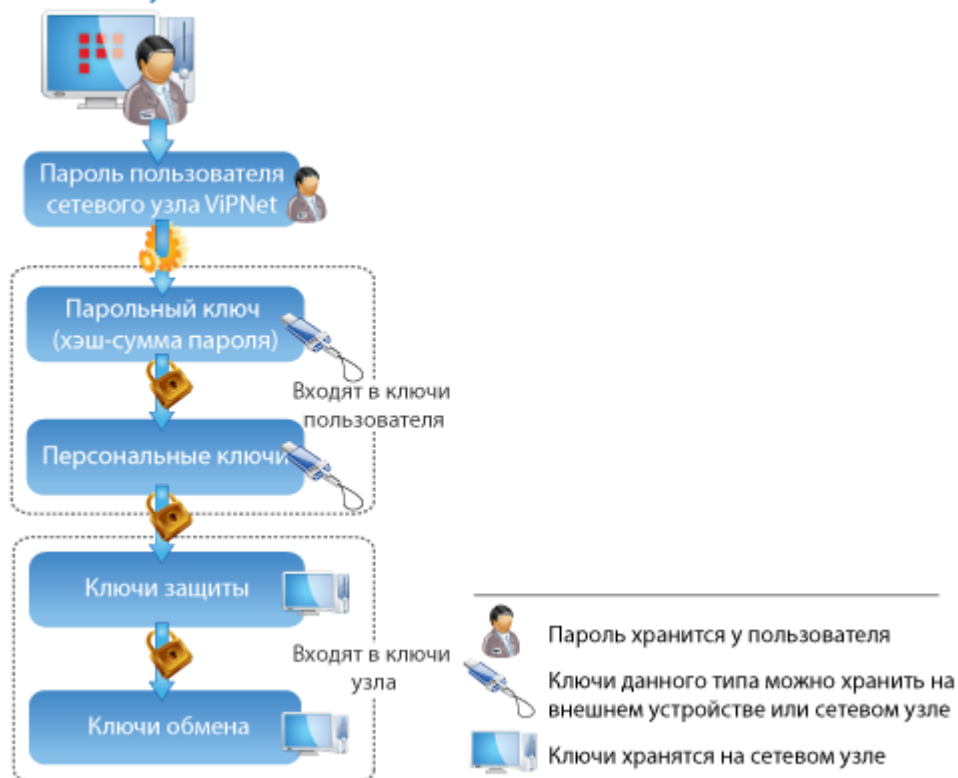 Пароль пользователя
сетевого узла ViPNet
Парольный ключ
(хэш-сумма пароля)
Входят в ключи
пользователя
Персональные ключи
Ключи защиты
Входят в ключи
узла
Ключи обмена
Пароль хранится у пользователя
Ключи данного типа можно хранить на
внешнем устройстве или сетевом узле
Ключи хранятся на сетевом узле